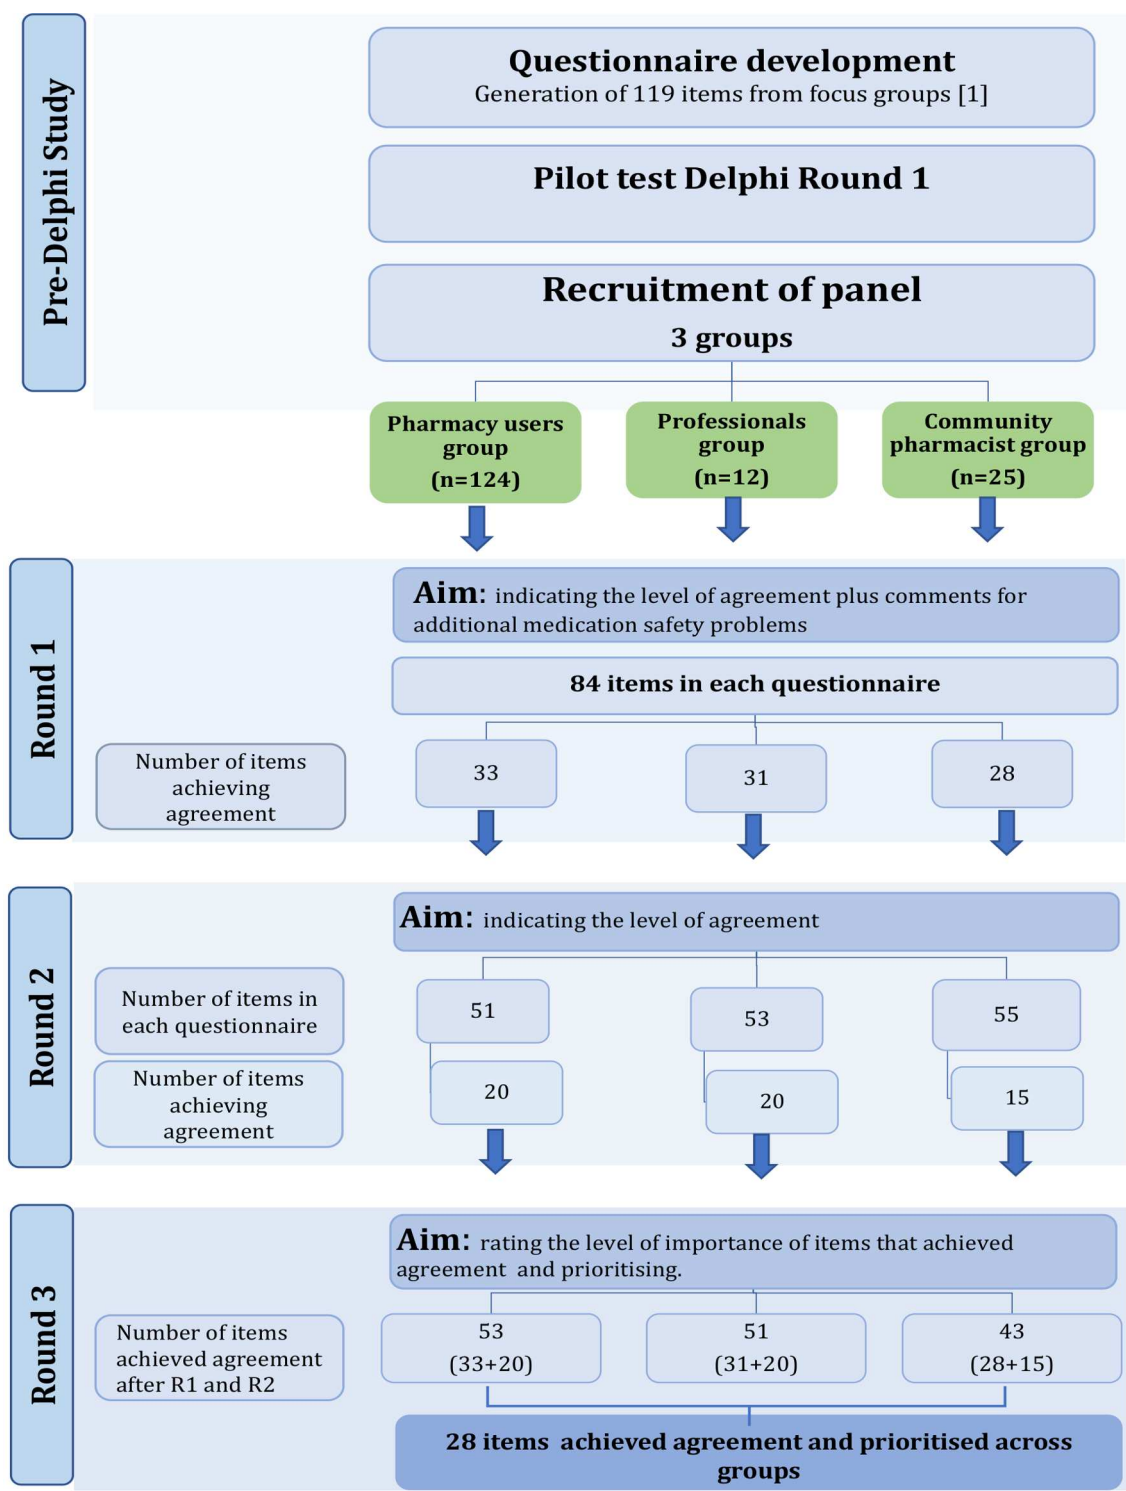 Pre-Delphi Study
Questionnaire development
Generation of 119 items from focus groups [1]
Pilot test Delphi Round 1
Recruitment of panel
3 groups
Pharmacy users
group
(n=124)
Professionals
group
(n=12)
Community
pharmacist group
(n=25)
Round 1
Aim: indicating the level of agreement plus comments for
additional medication safety problems
84 items in each questionnaire
Number of items
achieving
agreement
33
31
28
Round 2
Aim: indicating the level of agreement
Number of items in
each questionnaire
51
53
55
Number of items
achieving
agreement
20
20
15
Round 3
Aim: rating the level of importance of items that achieved
agreement and prioritising.
Number of items
achieved agreement
after R1 and R2
53
(33+20)
51
(31+20)
43
(28+15)
28 items achieved agreement and prioritised across
groups